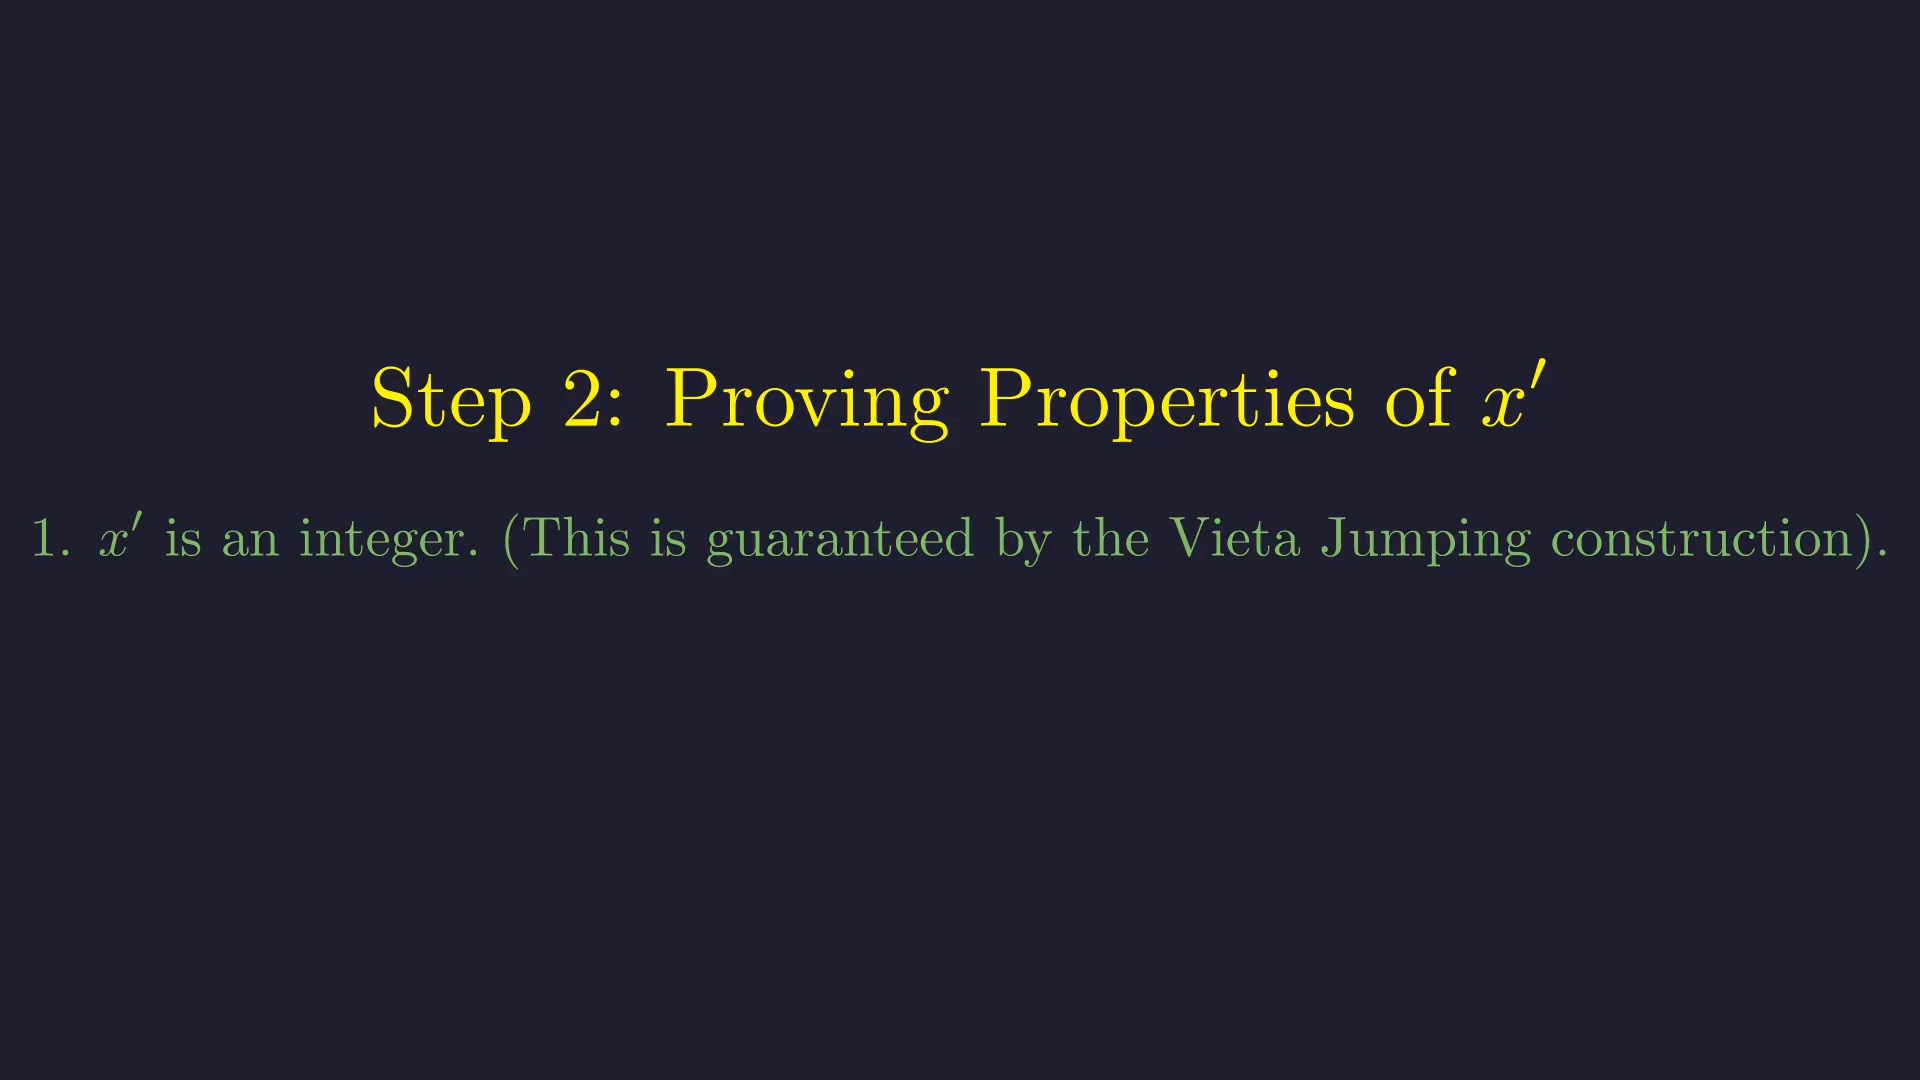 Step 2: Proving Properties of x′
1. x′ is an integer. (This is guaranteed by the Vieta Jumping construction).